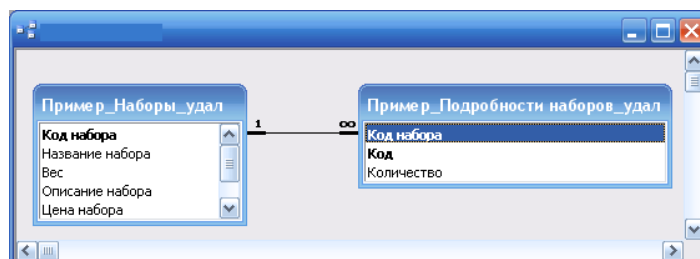 Пример_Наборы_удал
Код набора
Название набора
Вес
Описание набора
Цена набора
1
∞
Пример_Подробности наборов_удал
Код набора
Код
Количество